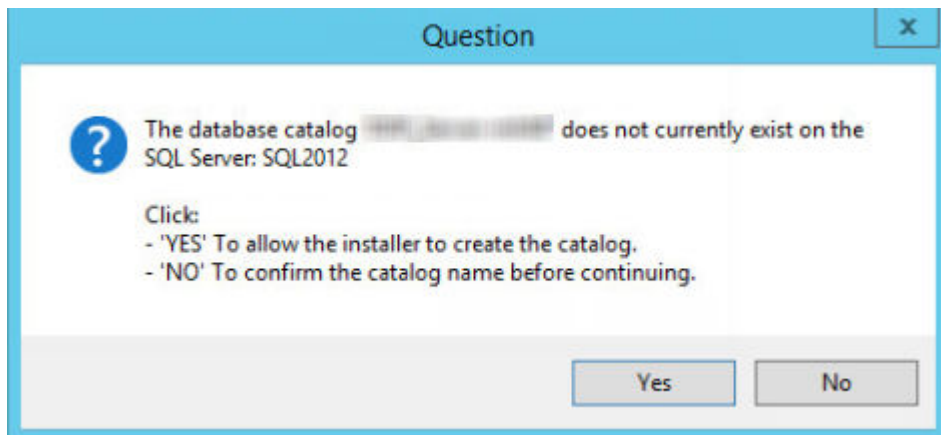 Question
x
?
The database catalog does not currently exist on the
SQL Server: SQL2012
Click:
- 'YES' To allow the installer to create the catalog.
- 'NO' To confirm the catalog name before continuing.
Yes
No